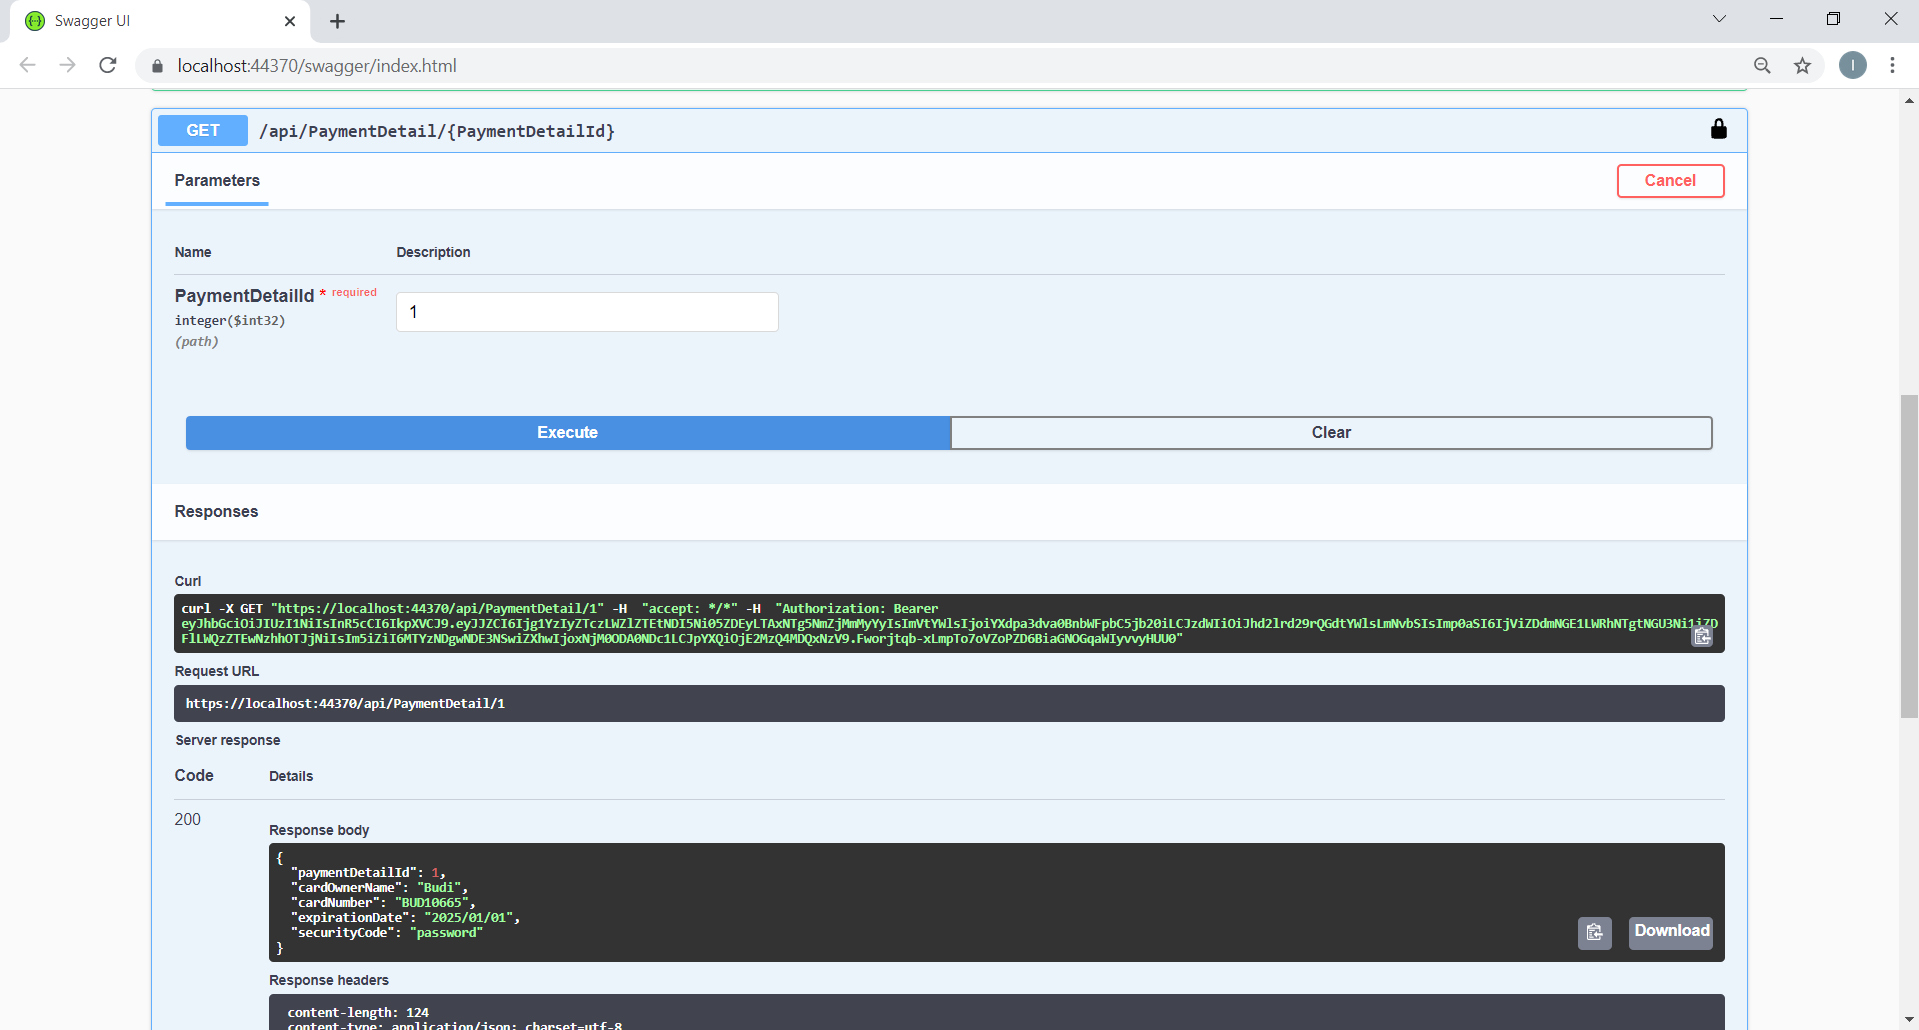 Swagger UI
localhost:44370/swagger/index.html
I
GET /api/PaymentDetail/{PaymentDetailId}
Parameters
Cancel
Name Description
PaymentDetailId * required
integer($int32)
(path)
1
Execute Clear
Responses
Curl
curl -X GET "https://localhost:44370/api/PaymentDetail/1" -H "accept: */*" -H "Authorization: Bearer
Request URL
https://localhost:44370/api/PaymentDetail/1
Server response
Code Details
200
Response body
{
"paymentDetailId": 1,
"cardOwnerName": "Budi",
"cardNumber": "BUD10665",
"expirationDate": "2025/01/01",
"securityCode": "password"
}
Download
Response headers
content-length: 124
content-type: application/json; charset=utf-8